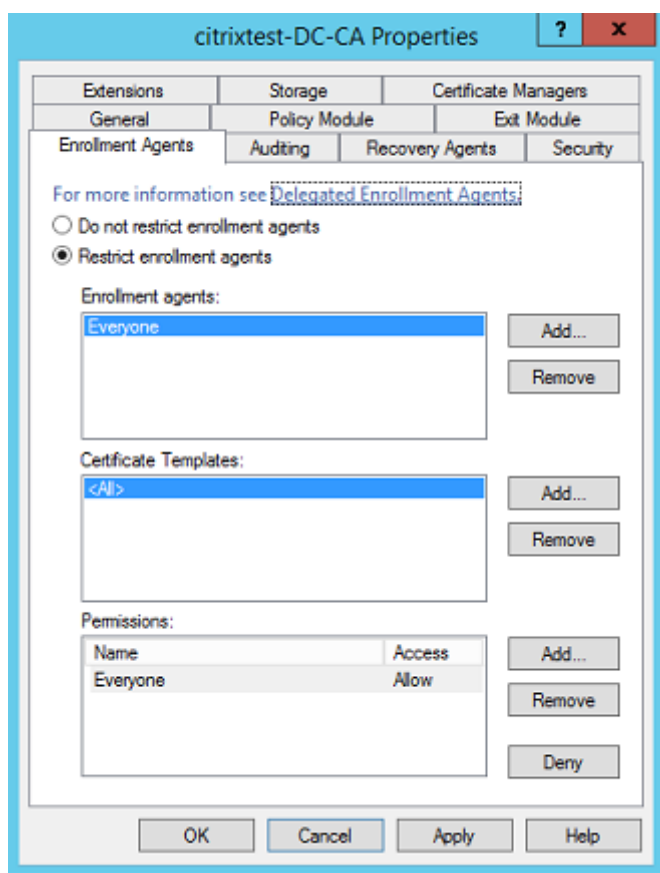 citrixtest-DC-CA Properties ? x
Extensions Storage Certificate Managers
General Policy Module Exit Module
Enrollment Agents Auditing Recovery Agents Security
For more information see Delegated Enrollment Agents.
Do not restrict enrollment agents
Restrict enrollment agents
Enrollment agents:
Everyone
Add...
Remove
Certificate Templates:
<All>
Add...
Remove
Permissions:
Name Access
Everyone Allow
Add...
Remove
Deny
OK Cancel Apply Help